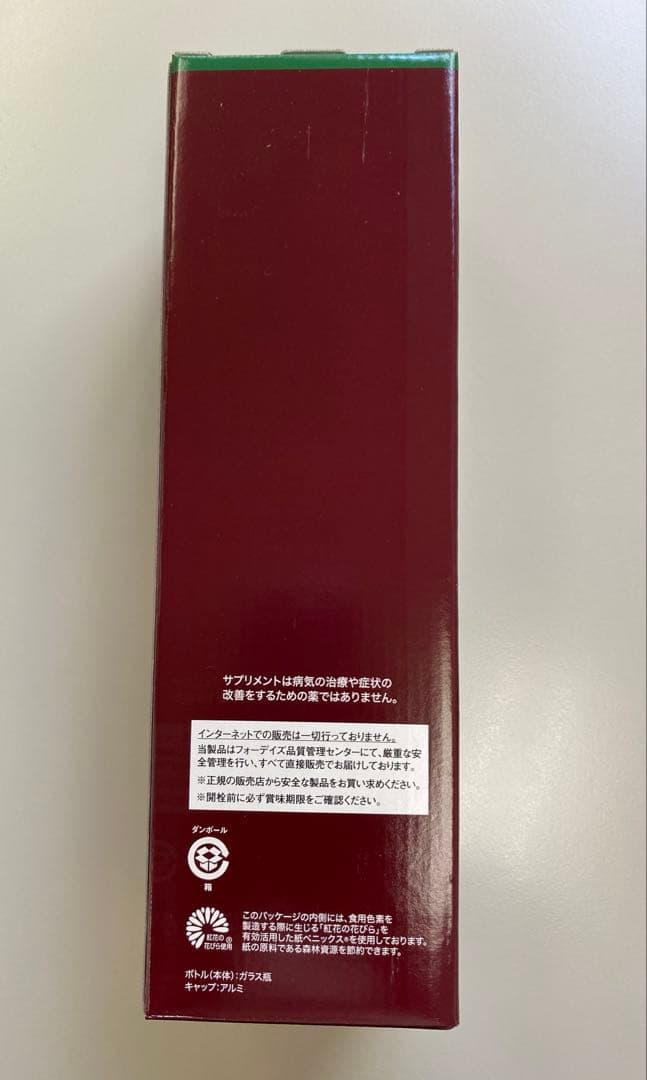 サプリメントは病気の治療や症状の
改善をするための薬ではありません。
インターネットでの販売は一切行っておりません。
当製品はフォーデイズ品質管理センターにて、厳重な安
全管理を行い、すべて直接販売でお届けしております。
※正規の販売店から安全な製品をお買い求めください。
※開栓前に必ず賞味期限をご確認ください。
ダンボール
箱
紅花の
花びら使用®
このパッケージの内側には、食用色素を
製造する際に生じる「紅花の花びら」を
有効活用した紙ベニックス®を使用しております。
紙の原料である森林資源を節約できます。
ボトル(本体):ガラス瓶
キャップ:アルミ